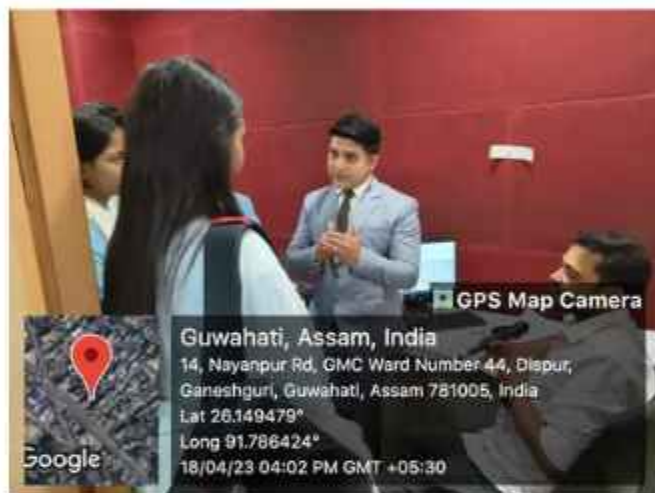 GPS Map Camera
Guwahati, Assam, India
14, Nayanpur Rd, GMC Ward Number 44, Dispur,
Ganeshguri, Guwahati, Assam 781005, India
Lat 26.149479°
Long 91.786424°
18/04/23 04:02 PM GMT +05:30
Google